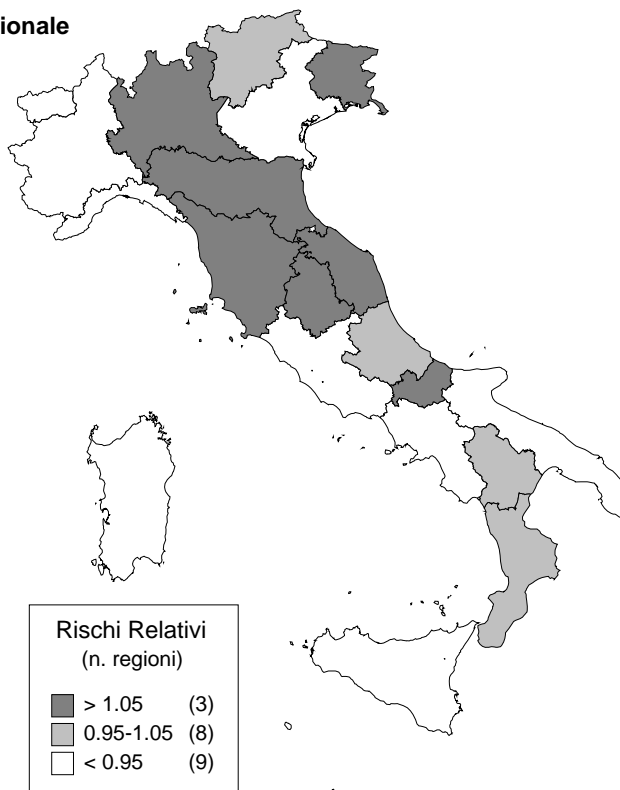 ionale
Rischi Relativi
(n. regioni)
> 1.05 (3)
0.95-1.05 (8)
< 0.95 (9)